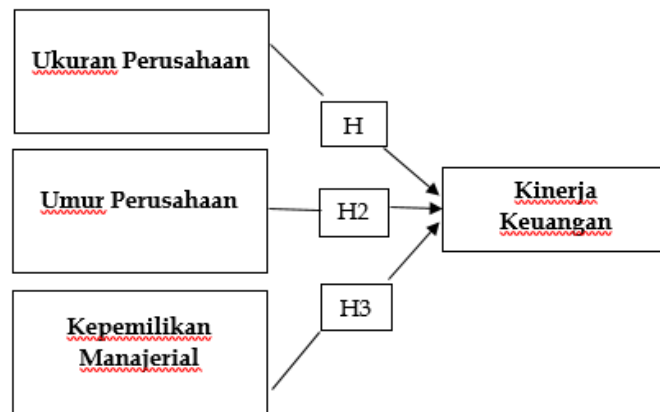 Ukuran Perusahaan
H
Umur Perusahaan
H2
Kinerja
Keuangan
H3
Kepemilikan
Manajerial